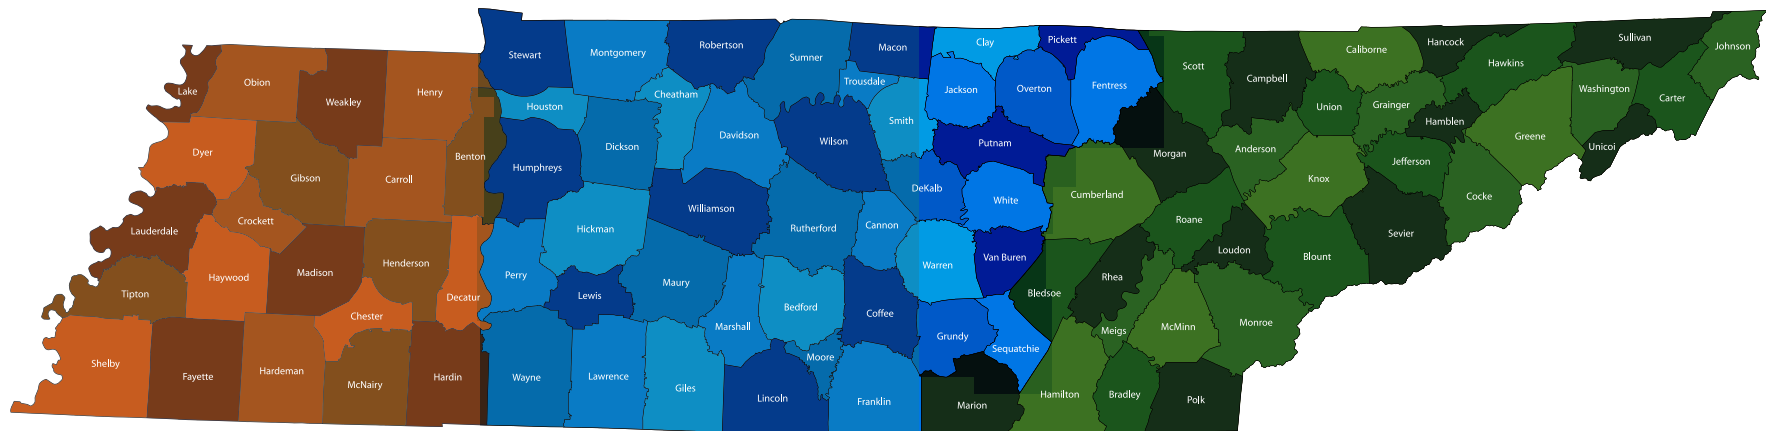 Lake
Obion
Weakley
Henry
Stewart
Montgomery
Robertson
Sumner
Macon
Clay
Pickett
Scott
Campbell
Caliborne
Hancock
Sullivan
Johnson
Hawkins
Houston
Cheatham
Trousdale
Smith
Jackson
Overton
Fentress
Union
Grainger
Washington
Carter
Dyer
Gibson
Carroll
Benton
Humphreys
Dickson
Davidson
Wilson
Putnam
Morgan
Anderson
Hamblen
Greene
Unicoi
Lauderdale
Crockett
Williamson
DeKalb
White
Cumberland
Knox
Jefferson
Cocke
Haywood
Madison
Henderson
Hickman
Rutherford
Cannon
Roane
Loudon
Sevier
Tipton
Decatur
Perry
Lewis
Maury
Warren
Van Buren
Rhea
Blount
Chester
Marshall
Bedford
Coffee
Grundy
Bledsoe
Meigs
McMinn
Monroe
Shelby
Fayette
Hardeman
McNairy
Hardin
Wayne
Lawrence
Giles
Lincoln
Moore
Franklin
Sequatchie
Marion
Hamilton
Bradley
Polk